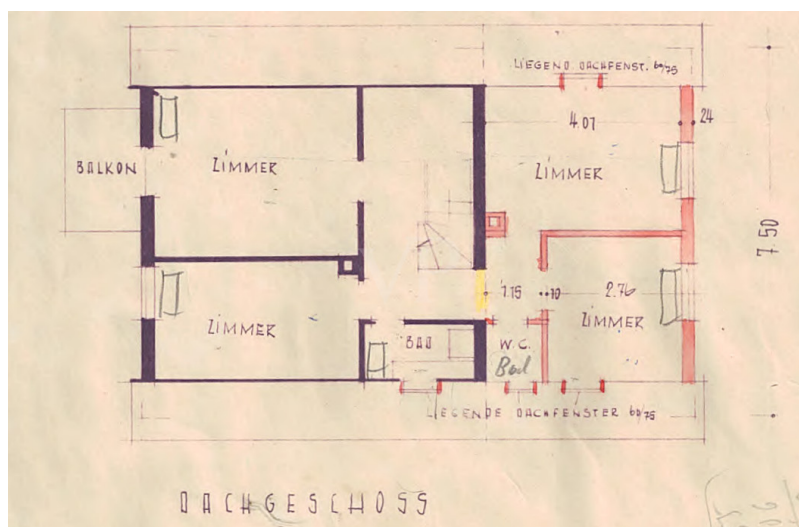 LIEGEND DACHFENST. 60/75
4.01
24
BALKON
ZIMMER
ZIMMER
7.50
1.15
10
2.76
ZIMMER
ZIMMER
BAD
W.C.
Bad
LIEGENDE DACHFENSTER 60/75
DACHGESCHOSS